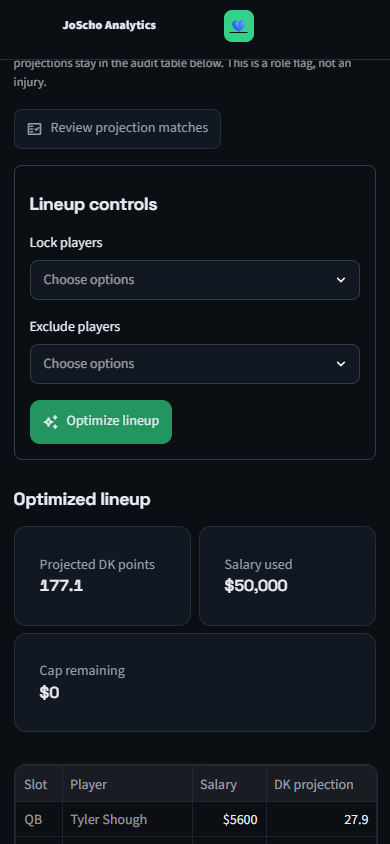 JoScho Analytics
projections stay in the audit table below. This is a role flag, not an
injury.
Review projection matches
Lineup controls
Lock players
Choose options
Exclude players
Choose options
Optimize lineup
Optimized lineup
Projected DK points
177.1
Salary used
$50,000
Cap remaining
$0
Slot Player Salary DK projection
QB Tyler Shough $5600 27.9